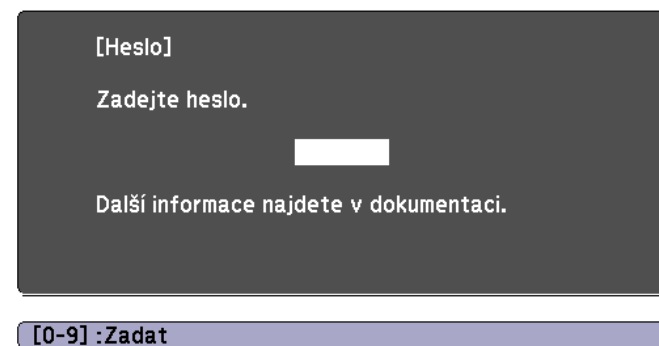 [Heslo]
Zadejte heslo.
Další informace najdete v dokumentaci.
[0-9]:Zadat